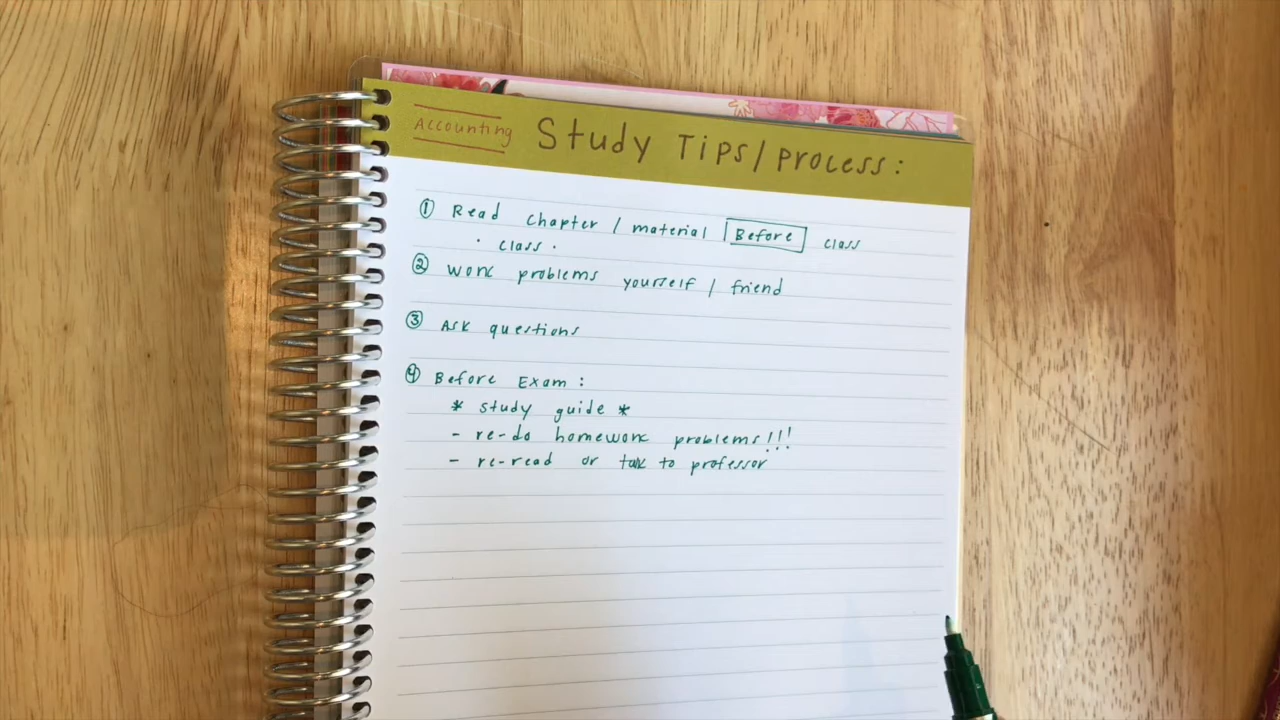 Accounting
Study Tips/process:
① Read chapter / material Before class
· class ·
② work problems yourself / friend
③ Ask questions
④ Before Exam:
* study guide *
- re-do homework problems!!!
- re-read or talk to professor